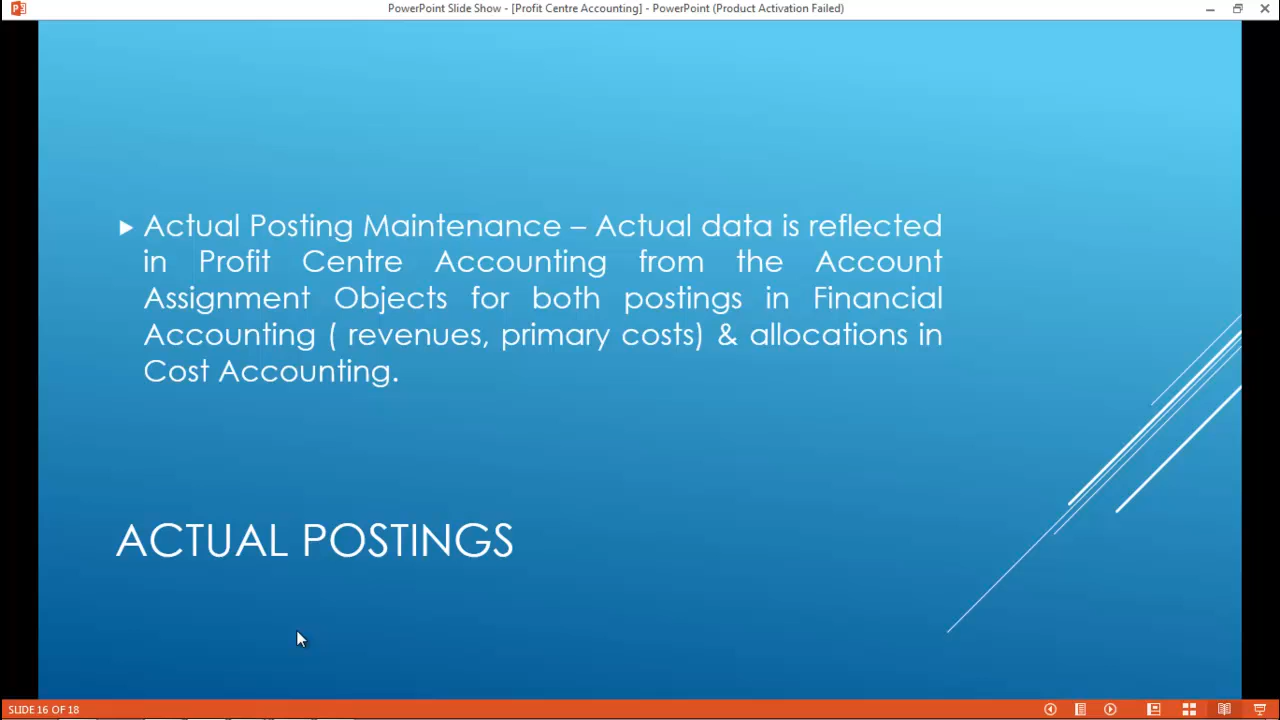 PowerPoint Slide Show - [Profit Centre Accounting] - PowerPoint (Product Activation Failed)
Actual Posting Maintenance – Actual data is reflected
in Profit Centre Accounting from the Account
Assignment Objects for both postings in Financial
Accounting ( revenues, primary costs) & allocations in
Cost Accounting.
ACTUAL POSTINGS
SLIDE 16 OF 18